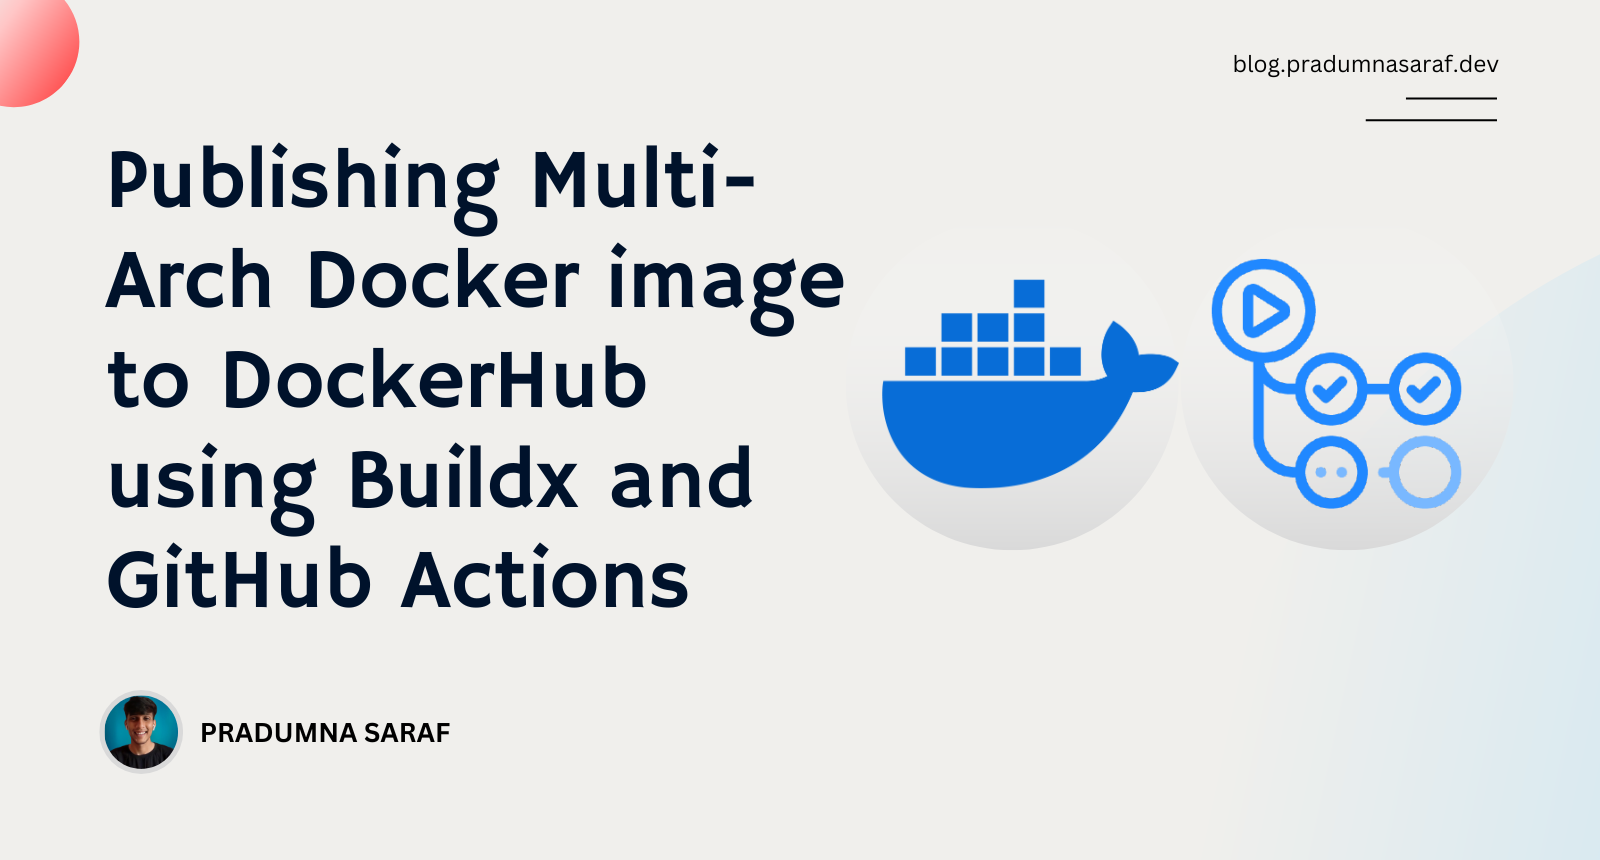 blog.pradumnasaraf.dev
Publishing Multi-
Arch Docker image
to DockerHub
using Buildx and
GitHub Actions
PRADUMNA SARAF